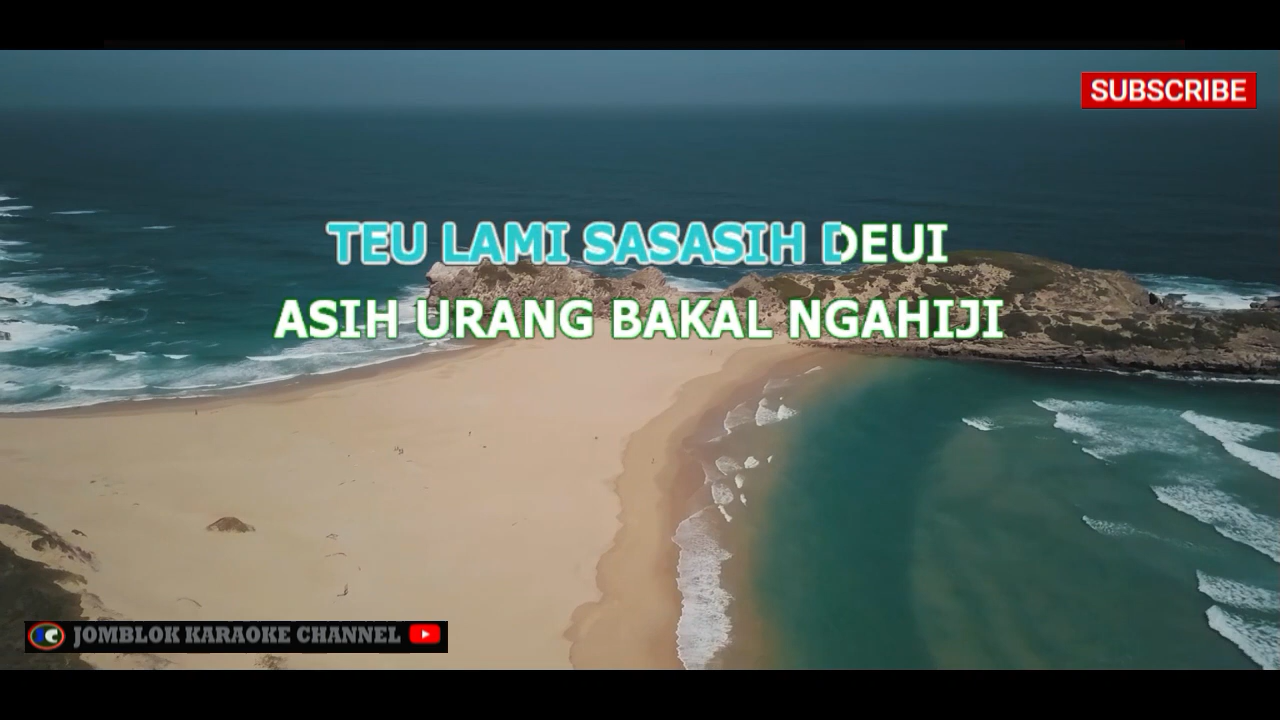 SUBSCRIBE
TEU LAMI SASASIH DEUI
ASIH URANG BAKAL NGAHIJI
JOMBLOK KARAOKE CHANNEL